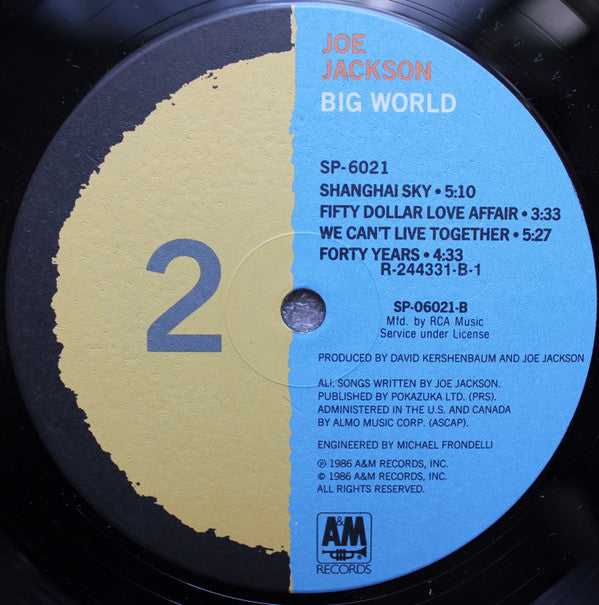 JOE
JACKSON
BIG WORLD
SP-6021
SHANGHAI SKY • 5:10
FIFTY DOLLAR LOVE AFFAIR • 3:33
WE CAN'T LIVE TOGETHER • 5:27
FORTY YEARS • 4:33
R-244331-B-1
2
SP-06021-B
Mfd. by RCA Music
Service under License
PRODUCED BY DAVID KERSHENBAUM AND JOE JACKSON
ALL SONGS WRITTEN BY JOE JACKSON.
PUBLISHED BY POKAZUKA LTD. (PRS).
ADMINISTERED IN THE U.S. AND CANADA
BY ALMO MUSIC CORP. (ASCAP).
ENGINEERED BY MICHAEL FRONDELLI
℗ 1986 A&M RECORDS, INC.
© 1986 A&M RECORDS, INC.
ALL RIGHTS RESERVED.
A&M
RECORDS